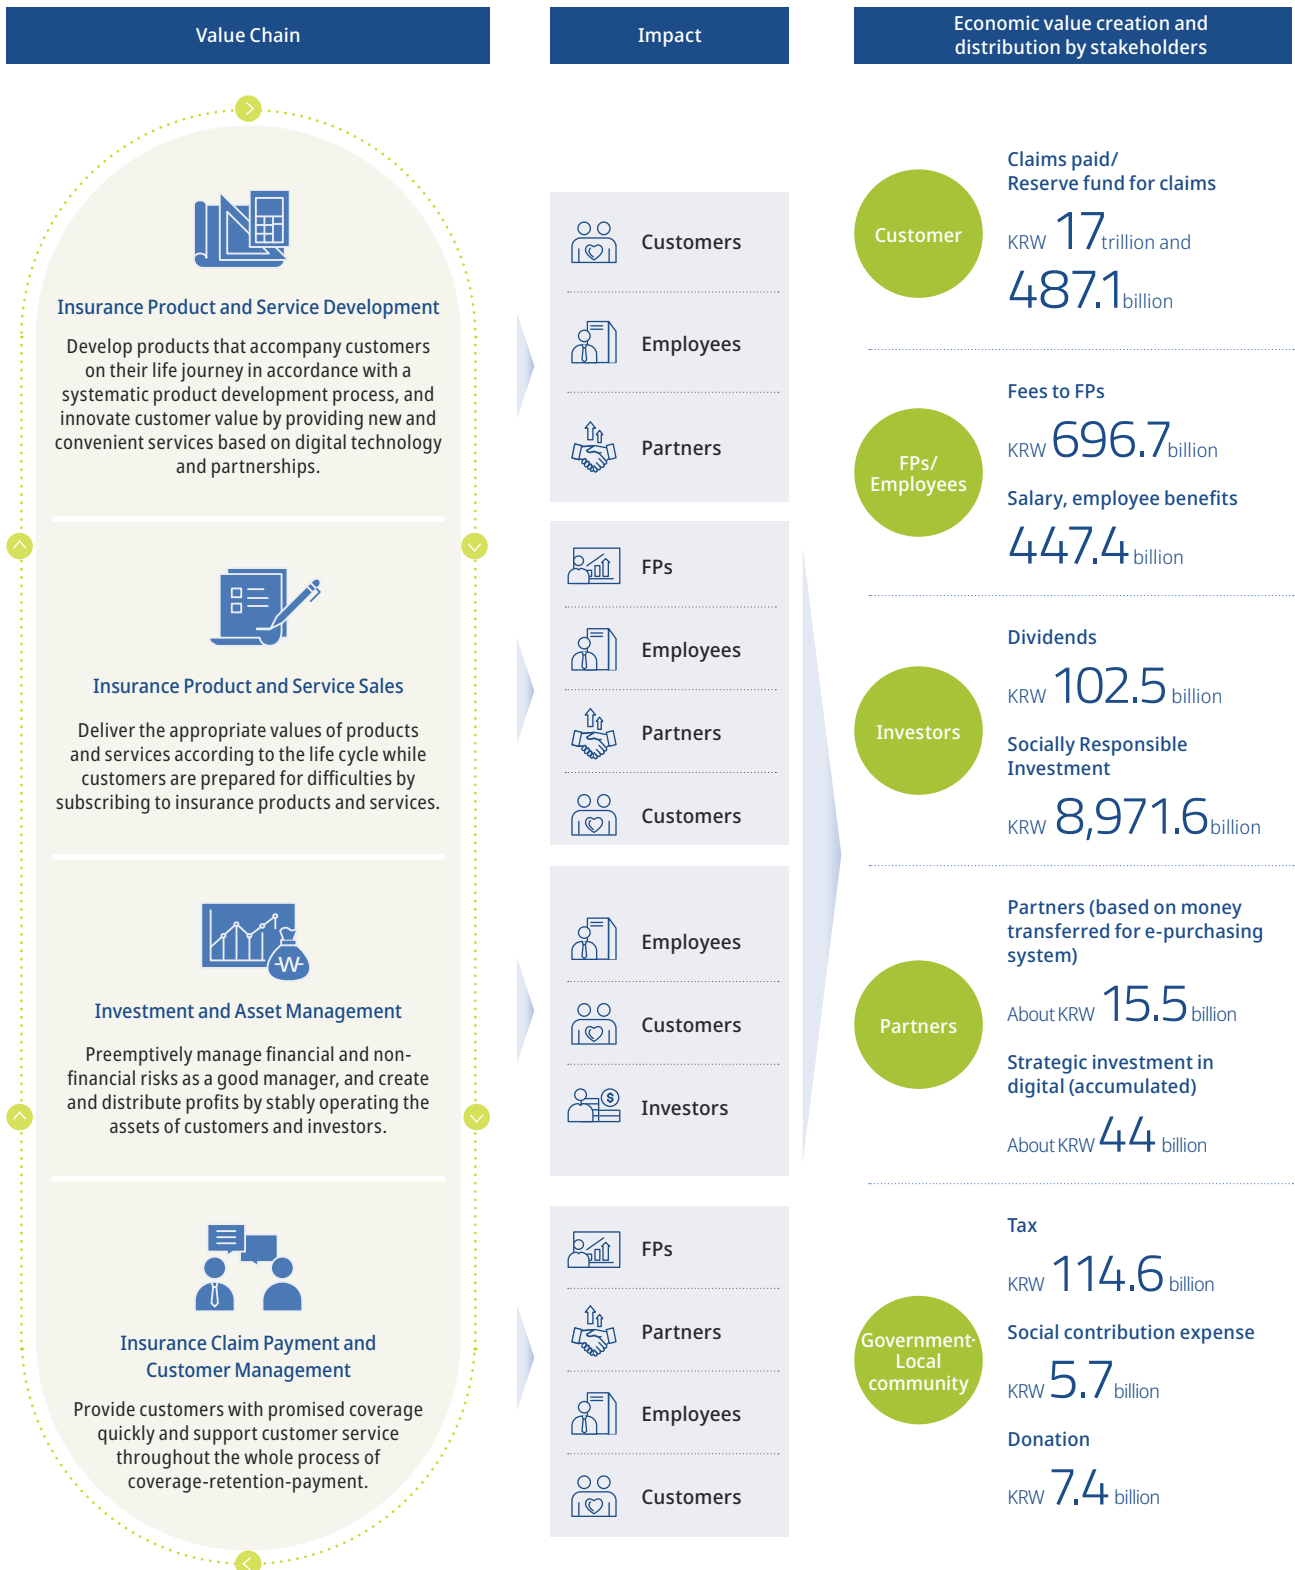 Value Chain
Impact
Economic value creation and
distribution by stakeholders
Insurance Product and Service Development
Develop products that accompany customers
on their life journey in accordance with a
systematic product development process, and
innovate customer value by providing new and
convenient services based on digital technology
and partnerships.
Insurance Product and Service Sales
Deliver the appropriate values of products
and services according to the life cycle while
customers are prepared for difficulties by
subscribing to insurance products and services.
W
Investment and Asset Management
Preemptively manage financial and non-
financial risks as a good manager, and create
and distribute profits by stably operating the
assets of customers and investors.
Insurance Claim Payment and
Customer Management
Provide customers with promised coverage
quickly and support customer service
throughout the whole process of
coverage-retention-payment.
Customers
Employees
Partners
FPs
Employees
Partners
Customers
Employees
Customers
$
Investors
FPs
Partners
Employees
Customers
Customer
Claims paid/
Reserve fund for claims
KRW 17 trillion and
487.1 billion
FPs/
Employees
Fees to FPs
KRW 696.7 billion
Salary, employee benefits
447.4 billion
Investors
Dividends
KRW 102.5 billion
Socially Responsible
Investment
KRW 8,971.6 billion
Partners
Partners (based on money
transferred for e-purchasing
system)
About KRW 15.5 billion
Strategic investment in
digital (accumulated)
About KRW 44 billion
Government·
Local
community
Tax
KRW 114.6 billion
Social contribution expense
KRW 5.7 billion
Donation
KRW 7.4 billion